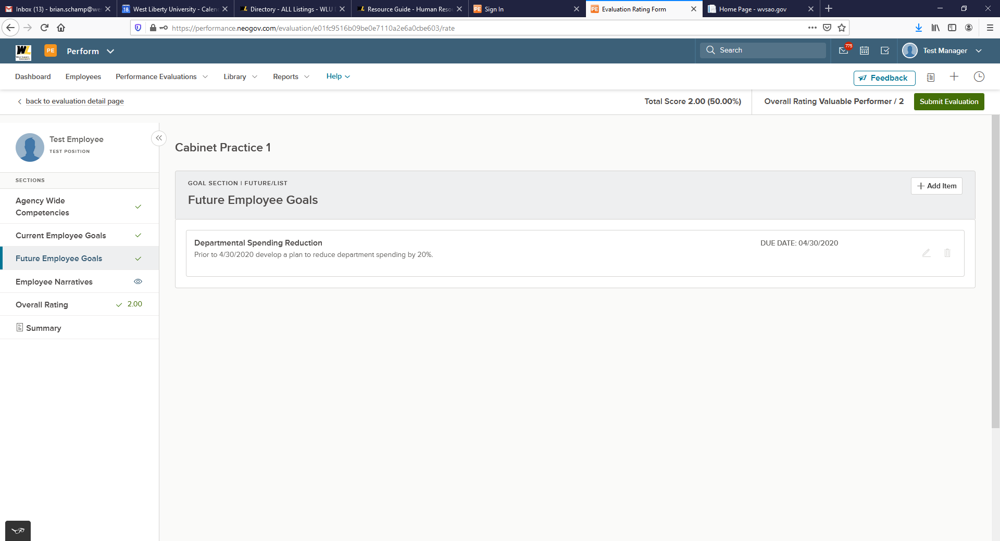 Inbox (13) - brian.schamp@we
West Liberty University - Calen
Directory - ALL Listings - WLU
Resource Guide - Human Reso
Sign In
Evaluation Rating Form
Home Page - wvsao.gov
https://performance.neogov.com/evaluation/e01fc9516b09be0e7110a2e6a0cbe603/rate
PE
Perform
Search
775
Test Manager
Dashboard
Employees
Performance Evaluations
Library
Reports
Help
Feedback
back to evaluation detail page
Total Score 2.00 (50.00%)
Overall Rating Valuable Performer / 2
Submit Evaluation
Test Employee
TEST POSITION
SECTIONS
Agency Wide
Competencies
Current Employee Goals
Future Employee Goals
Employee Narratives
Overall Rating
2.00
Summary
Cabinet Practice 1
GOAL SECTION | FUTURE/LIST
Future Employee Goals
Add Item
Departmental Spending Reduction
Prior to 4/30/2020 develop a plan to reduce department spending by 20%.
DUE DATE: 04/30/2020